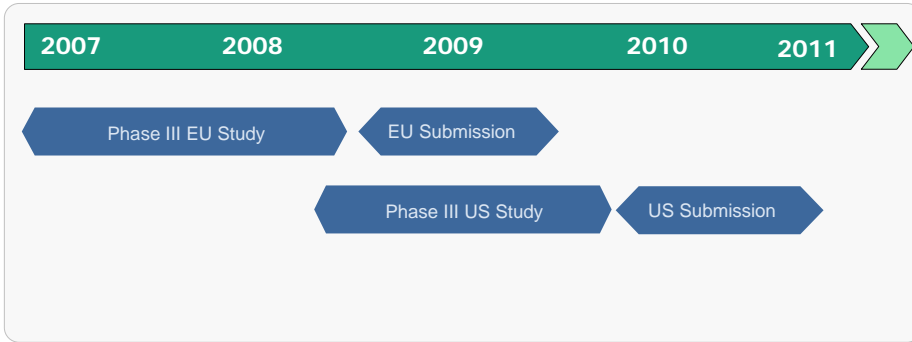 2007 2008 2009 2010 2011
Phase III EU Study EU Submission
Phase III US Study US Submission